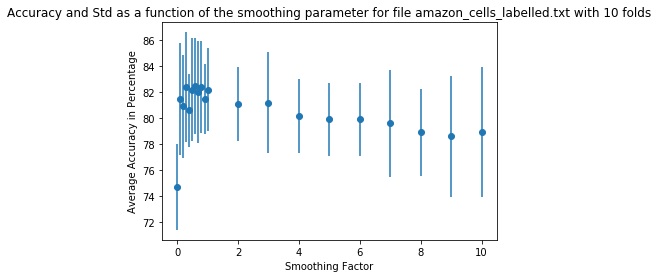 Accuracy and Std as a function of the smoothing parameter for file amazon_cells_labelled.txt with 10 folds
86
84
82
80
78
76
74
72
Average Accuracy in Percentage
0 2 4 6 8 10
Smoothing Factor